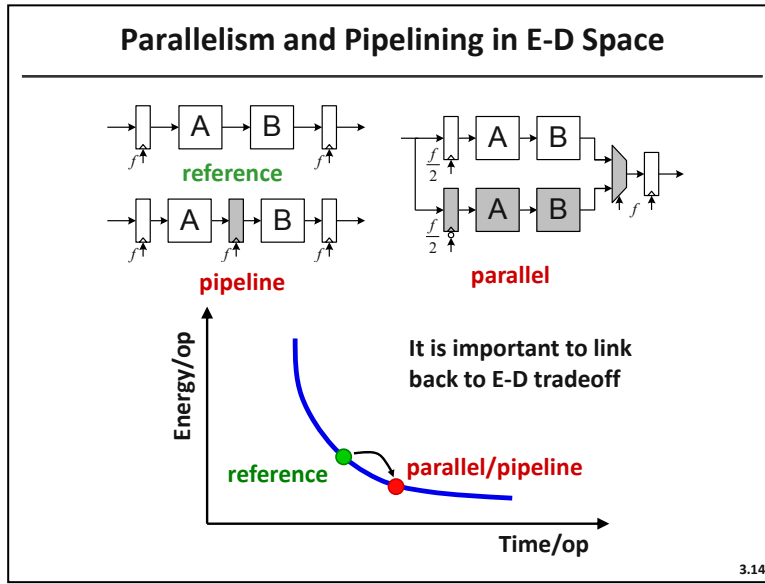 Parallelism and Pipelining in E-D Space
A
B
f
f
reference
A
B
f
f
f
pipeline
f
2
A
B
f
2
A
B
f
parallel
Energy/op
It is important to link
back to E-D tradeoff
reference
parallel/pipeline
Time/op
3.14